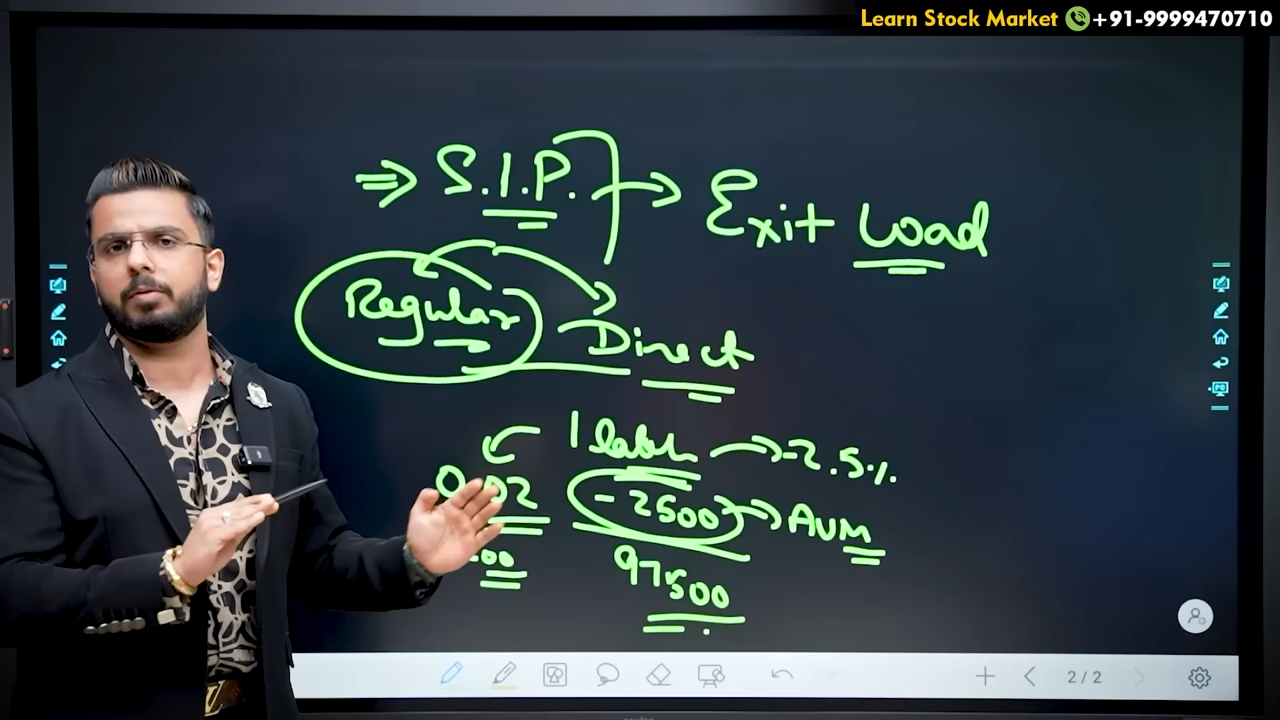 Learn Stock Market +91-9999470710
⇒ S.I.P. → Exit Load
Regular Direct
1 lakh → -2.5%
-2500 → AUM
97500
2/2